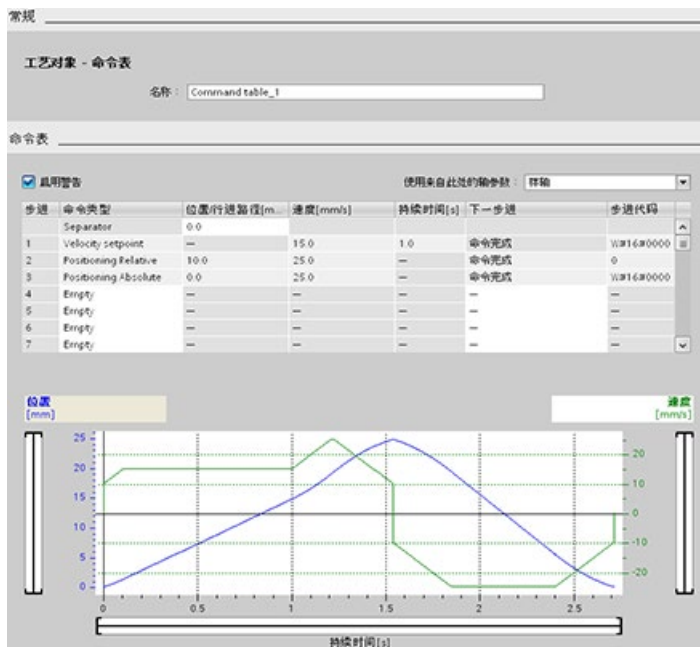 常规
工艺对象 - 命令表
名称： Command table_1
命令表
启用警告 使用来自此处的轴参数： 样轴
步进 命令类型 位置/行进路径[m... 速度[mm/s] 持续时间[s] 下一步进 步进代码
Separator 0.0
1 Velocity setpoint — 15.0 1.0 命令完成 W#16#0000
2 Positioning Relative 10.0 25.0 — 命令完成 0
3 Positioning Absolute 0.0 25.0 — 命令完成 W#16#0000
4 Empty — — — — —
5 Empty — — — — —
6 Empty — — — — —
7 Empty — — — — —
位置 速度
[mm] [mm/s]
25
20 20
15 10
10 0
5 -10
0 -20
0 0.5 1 1.5 2 2.5
持续时间[s]